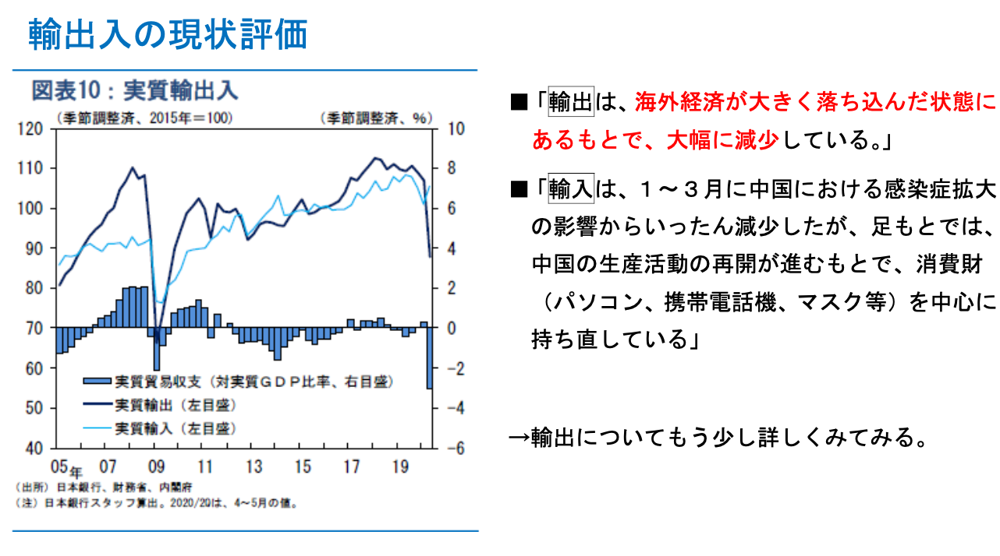 輸出入の現状評価
図表10：実質輸出入
（季節調整済、2015年＝100）　（季節調整済、％）
120 10
110 8
100 6
90 4
80 2
70 0
60 -2
50 -4
40 -6
実質貿易収支（対実質ＧＤＰ比率、右目盛）
実質輸出（左目盛）
実質輸入（左目盛）
05年 07 09 11 13 15 17 19
（出所）日本銀行、財務省、内閣府
（注）日本銀行スタッフ算出。2020/2Qは、4～5月の値。
■「輸出は、海外経済が大きく落ち込んだ状態に
あるもとで、大幅に減少している。」
■「輸入は、１～３月に中国における感染症拡大
の影響からいったん減少したが、足もとでは、
中国の生産活動の再開が進むもとで、消費財
（パソコン、携帯電話機、マスク等）を中心に
持ち直している」
→輸出についてもう少し詳しくみてみる。